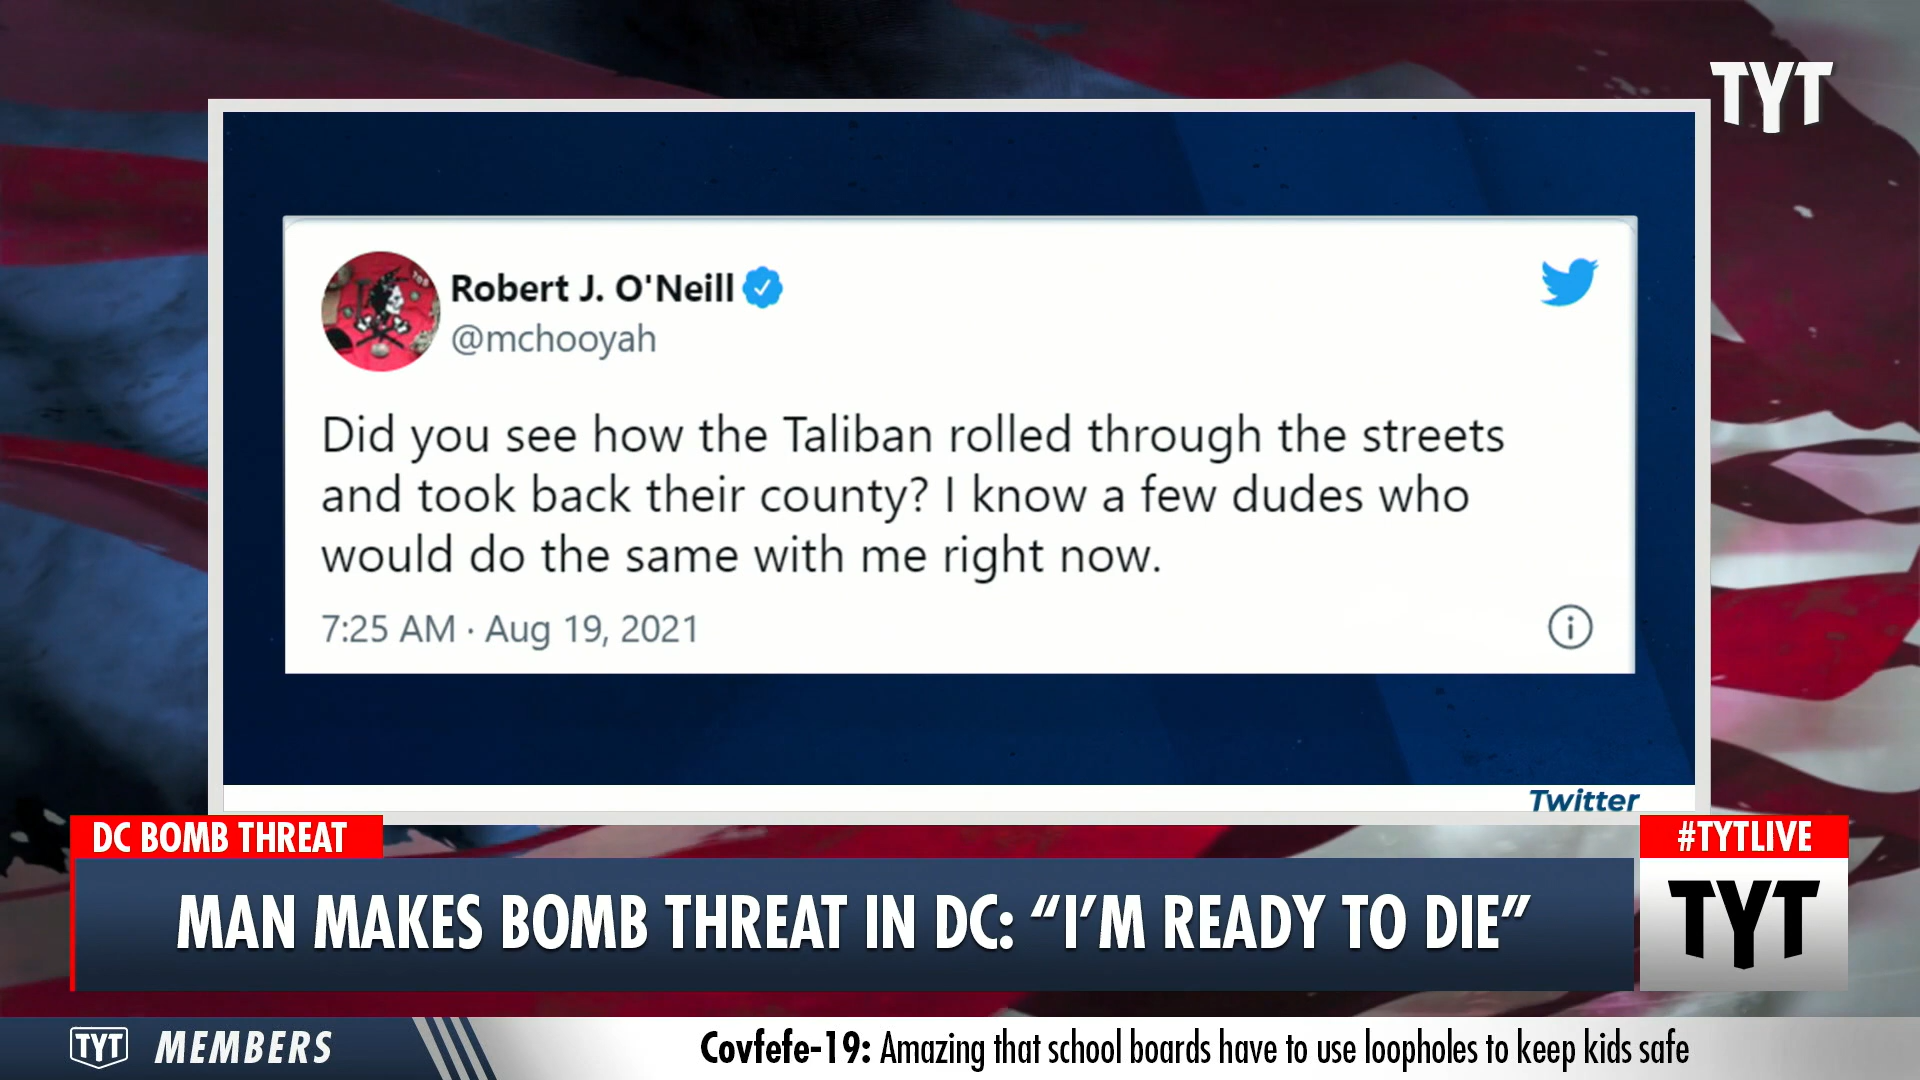 TYT
Robert J. O'Neill
@mchooyah
Did you see how the Taliban rolled through the streets
and took back their county? I know a few dudes who
would do the same with me right now.
7:25 AM · Aug 19, 2021
Twitter
DC BOMB THREAT
#TYTLIVE
MAN MAKES BOMB THREAT IN DC: “I’M READY TO DIE”
TYT
TYT MEMBERS
Covfefe-19: Amazing that school boards have to use loopholes to keep kids safe